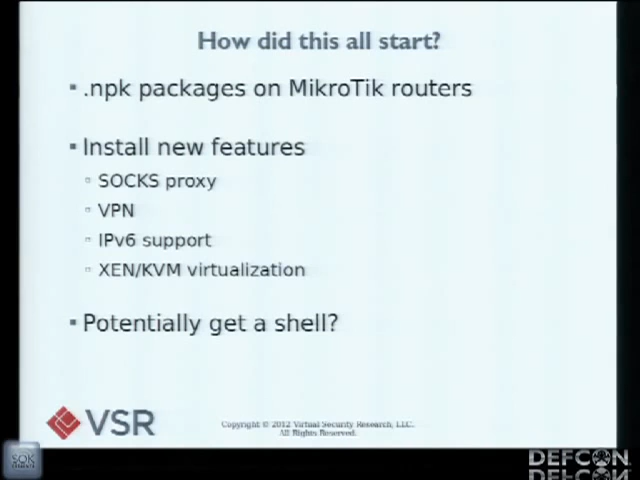 How did this all start?
.npk packages on MikroTik routers
Install new features
SOCKS proxy
VPN
IPv6 support
XEN/KVM virtualization
Potentially get a shell?
VSR
Copyright © 2012 Virtual Security Research, LLC.
All Rights Reserved.
SOK
DEFCON